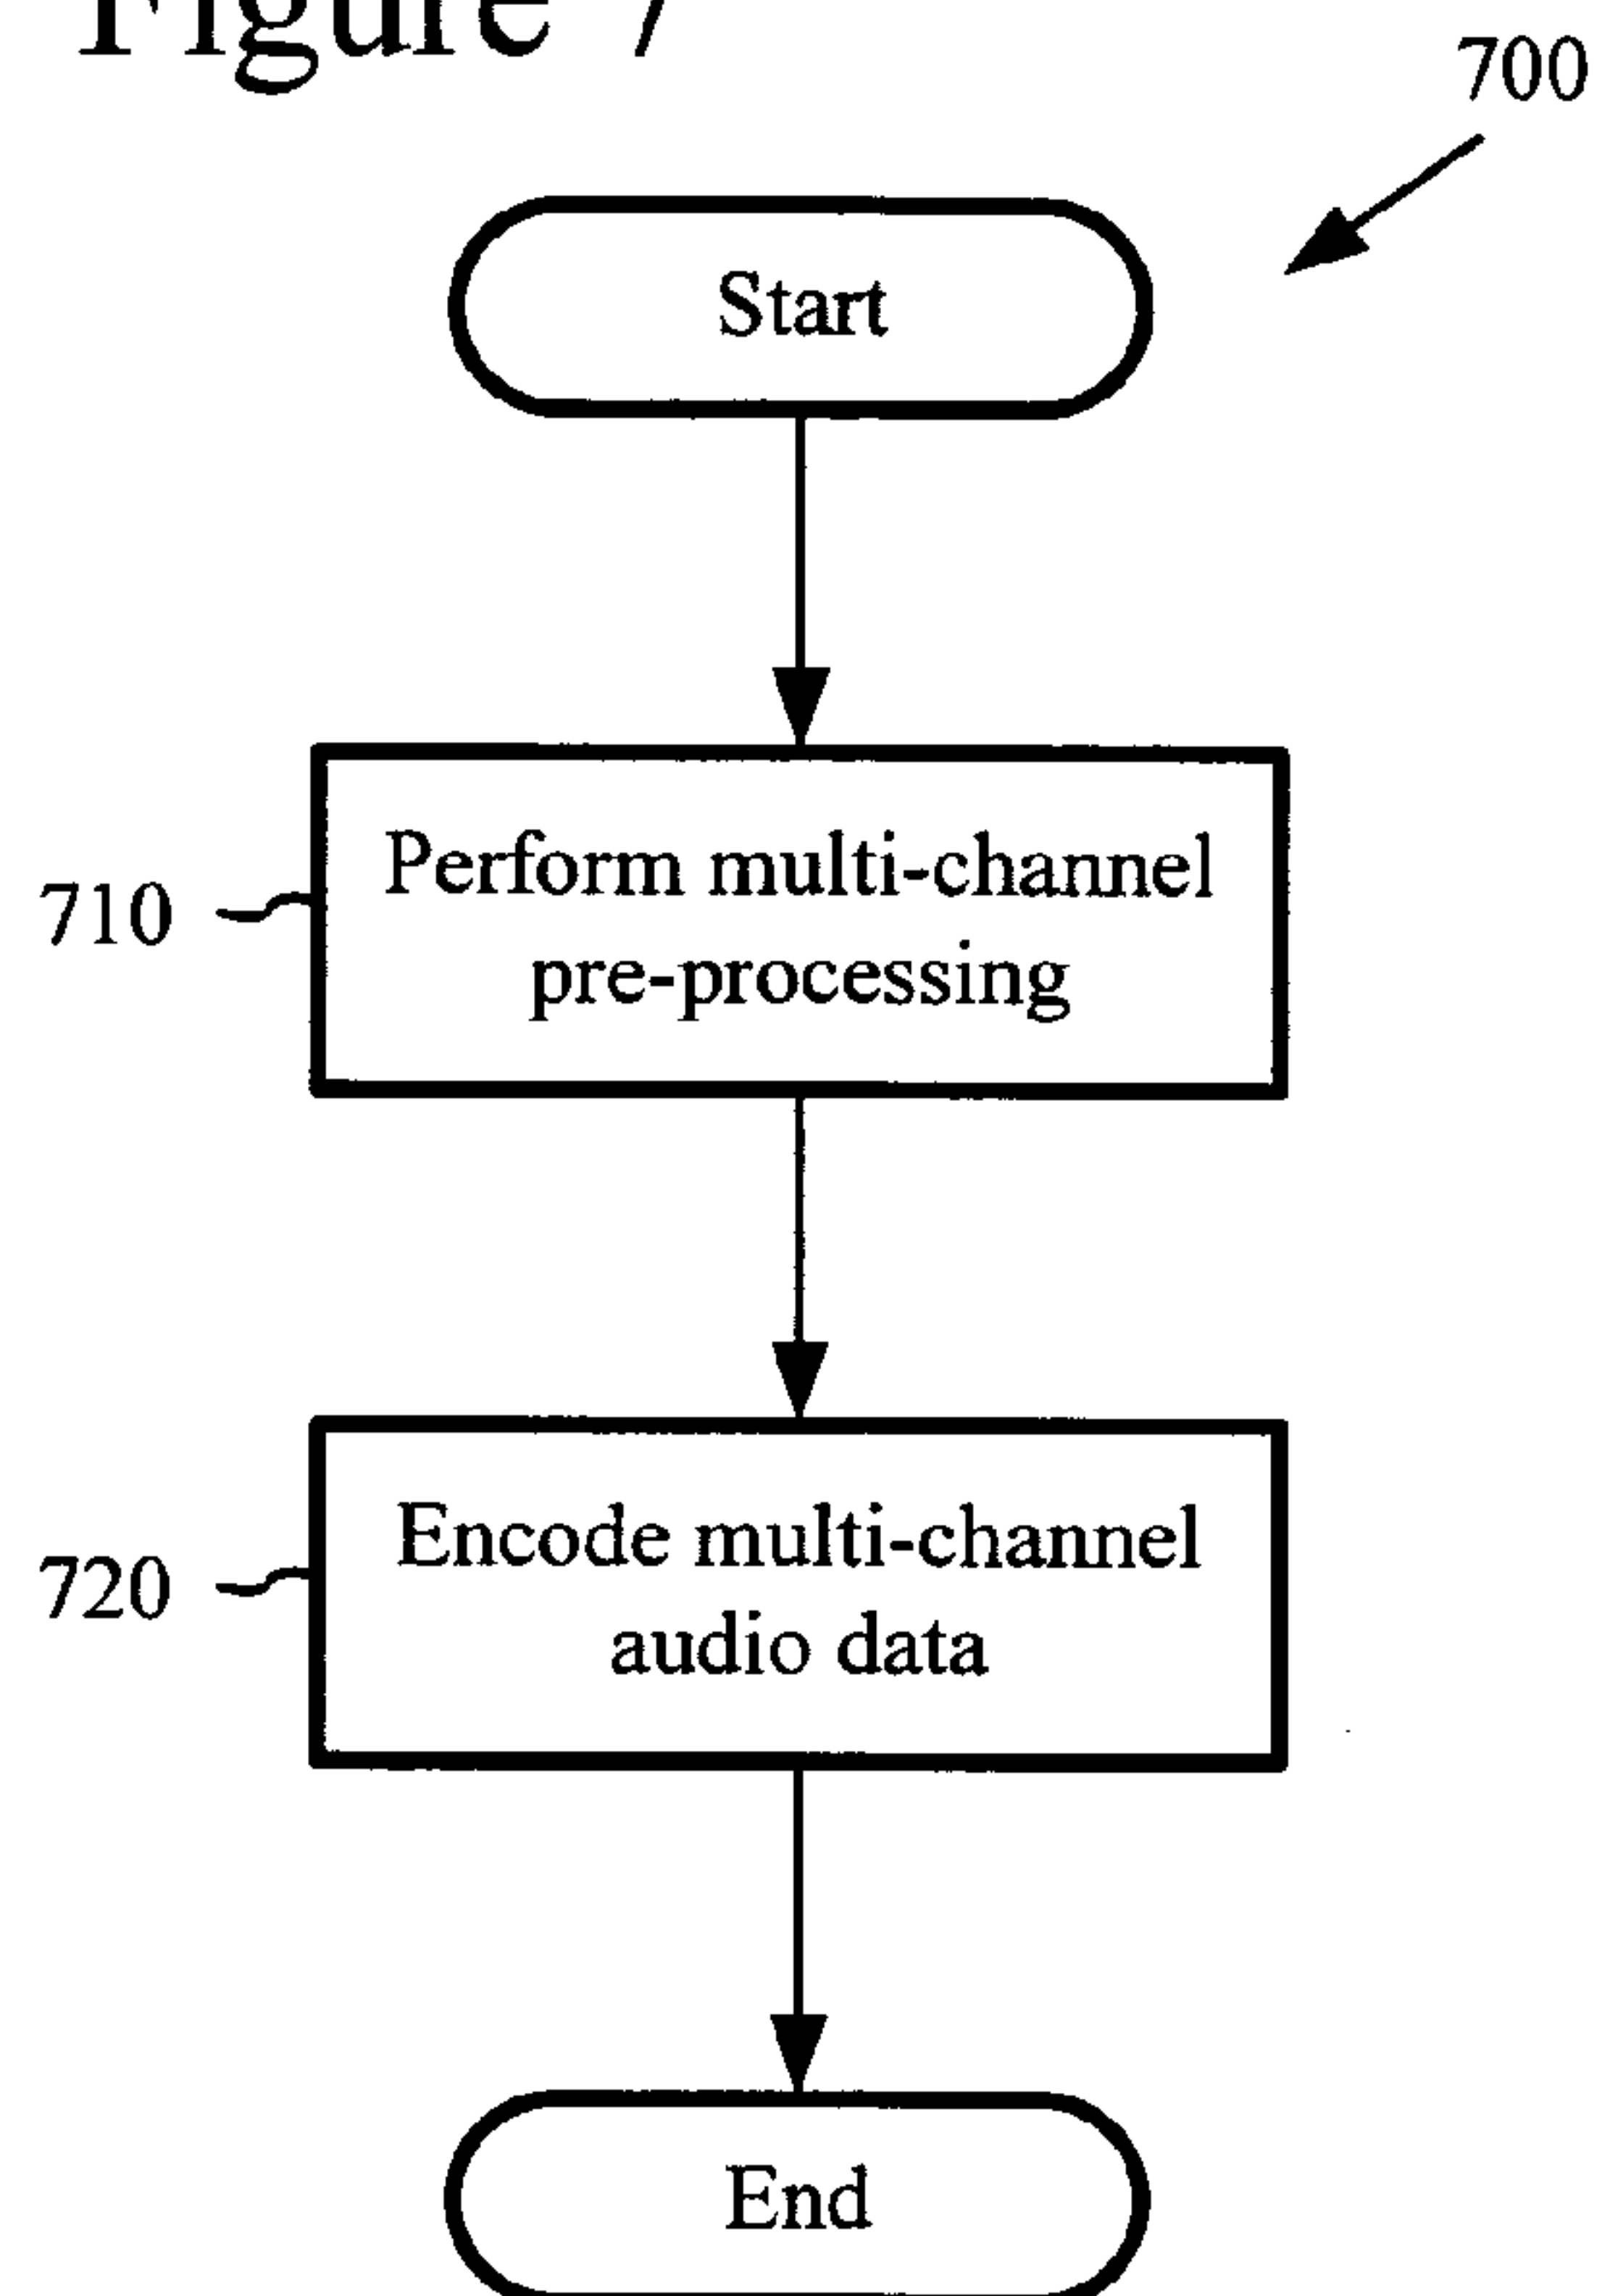 Figure 7
700
Start
710
Perform multi-channel
pre-processing
720
Encode multi-channel
audio data
End